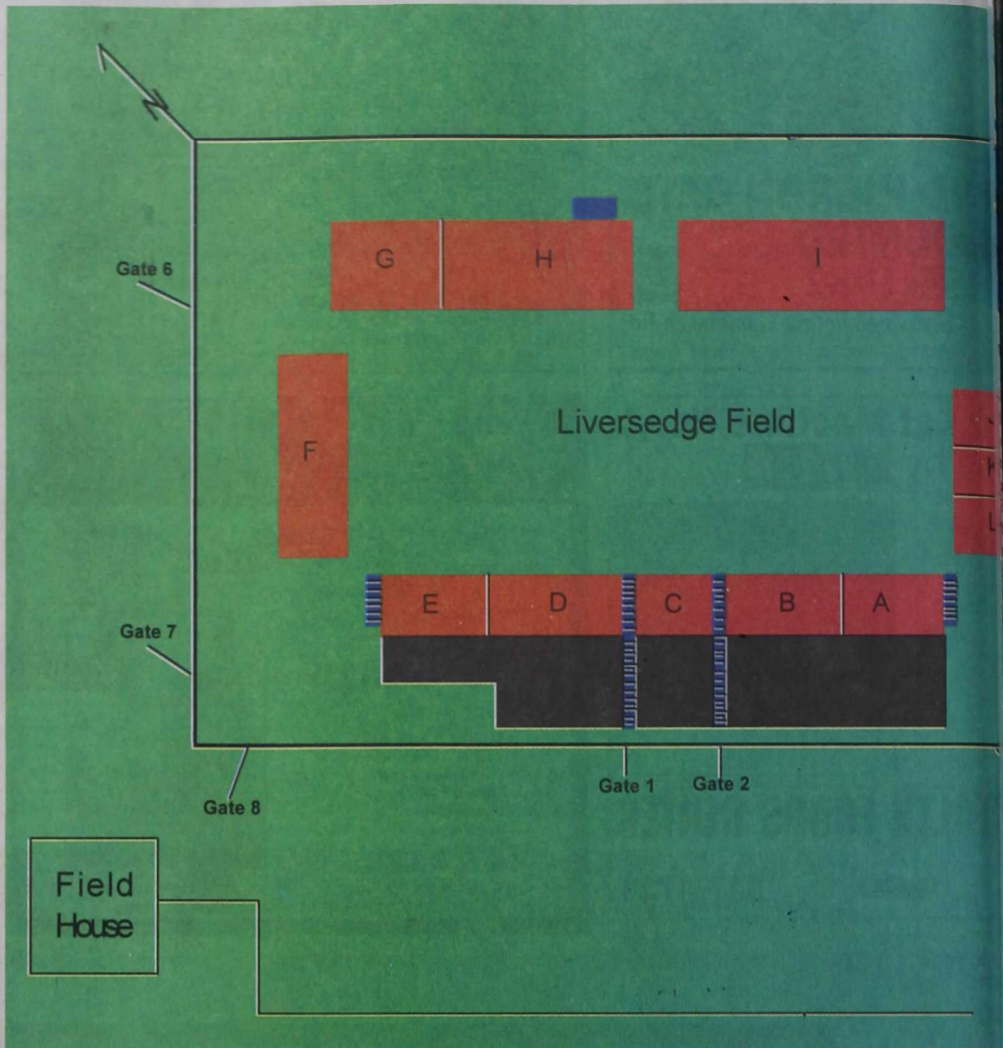 N
Gate 6
G
H
I
Liversedge Field
F
J
K
L
E
D
C
B
A
Gate 7
Gate 1
Gate 2
Gate 8
Field
House